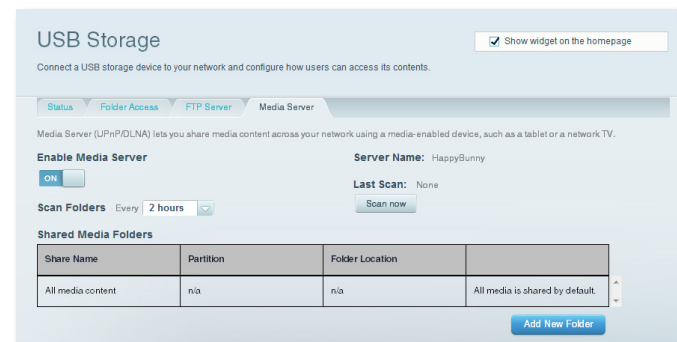 USB Storage
Show widget on the homepage
Connect a USB storage device to your network and configure how users can access its contents.
Status Folder Access FTP Server Media Server
Media Server (UPnP/DLNA) lets you share media content across your network using a media-enabled device, such as a tablet or a network TV.
Enable Media Server
Server Name: HappyBunny
ON
Last Scan: None
Scan Folders Every 2 hours
Scan now
Shared Media Folders
Share Name Partition Folder Location
All media content n/a n/a All media is shared by default.
Add New Folder